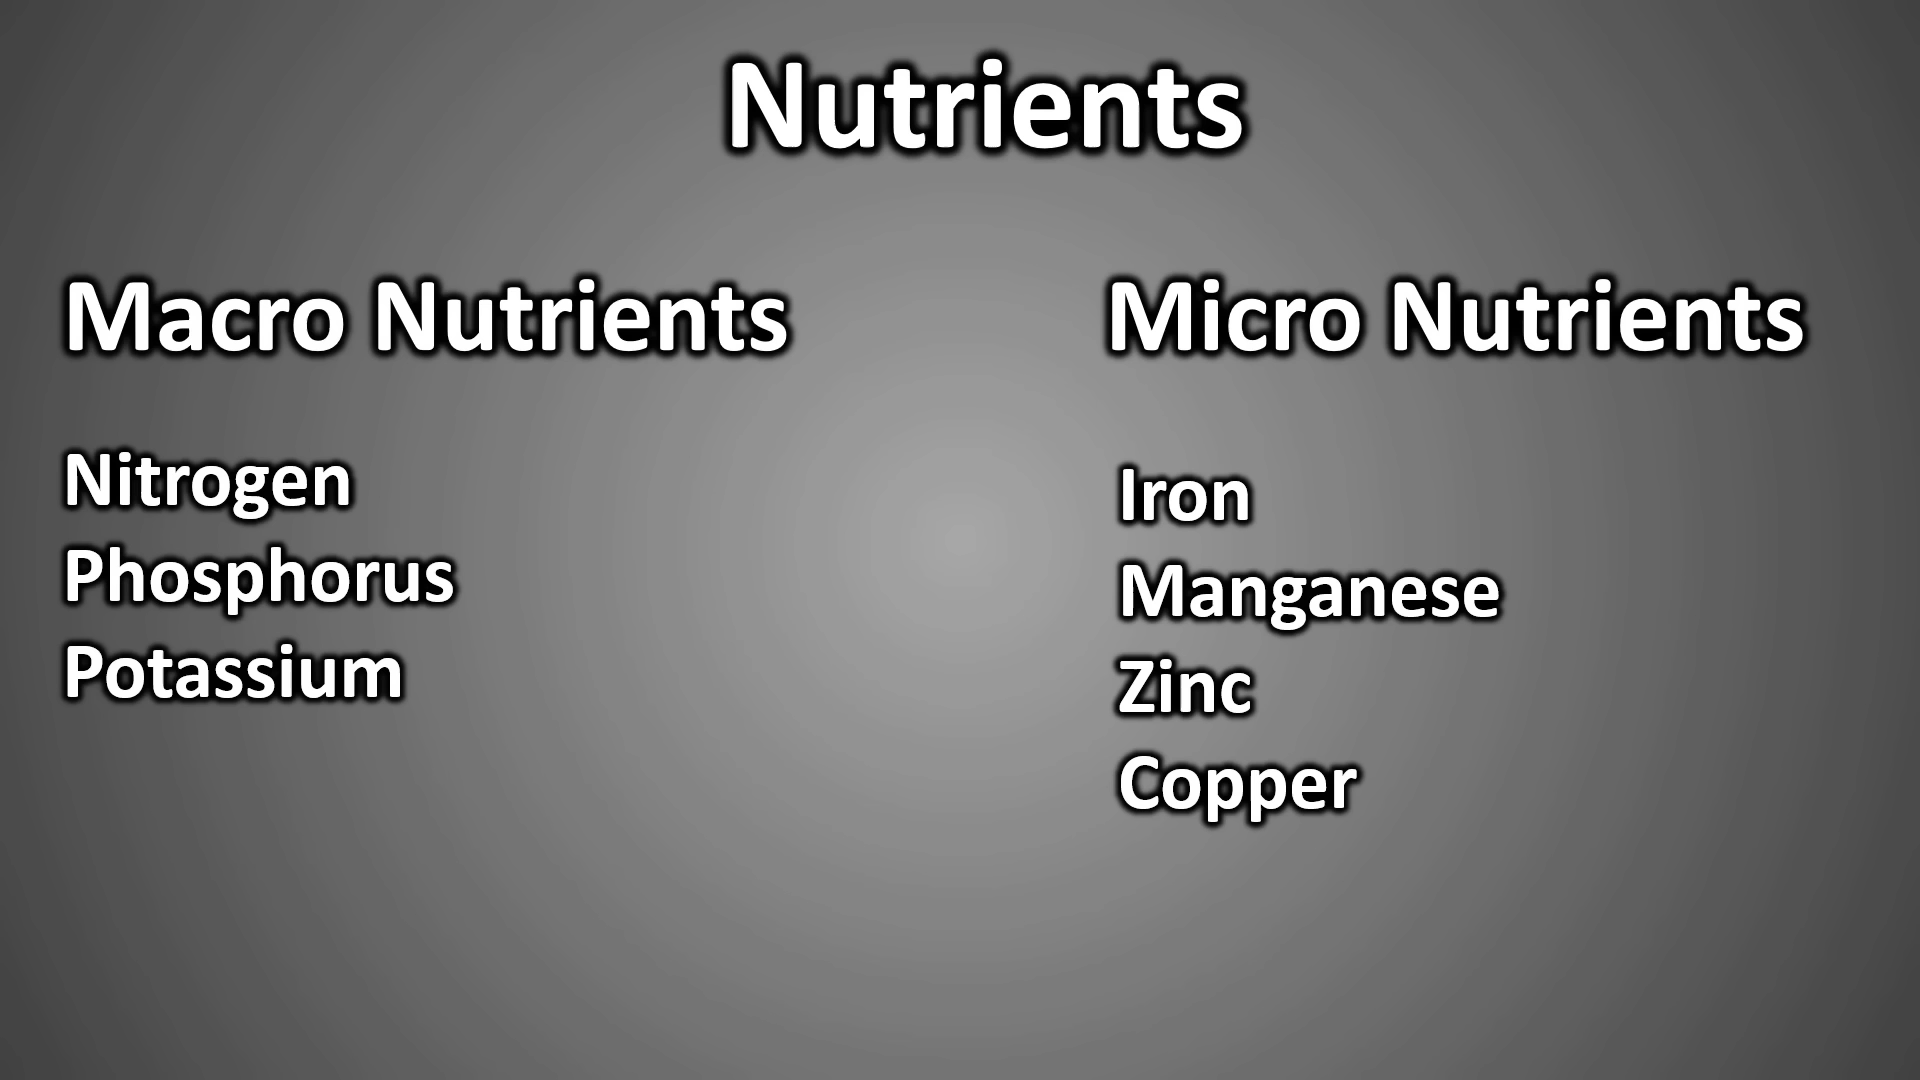 Nutrients
Macro Nutrients
Nitrogen
Phosphorus
Potassium
Micro Nutrients
Iron
Manganese
Zinc
Copper